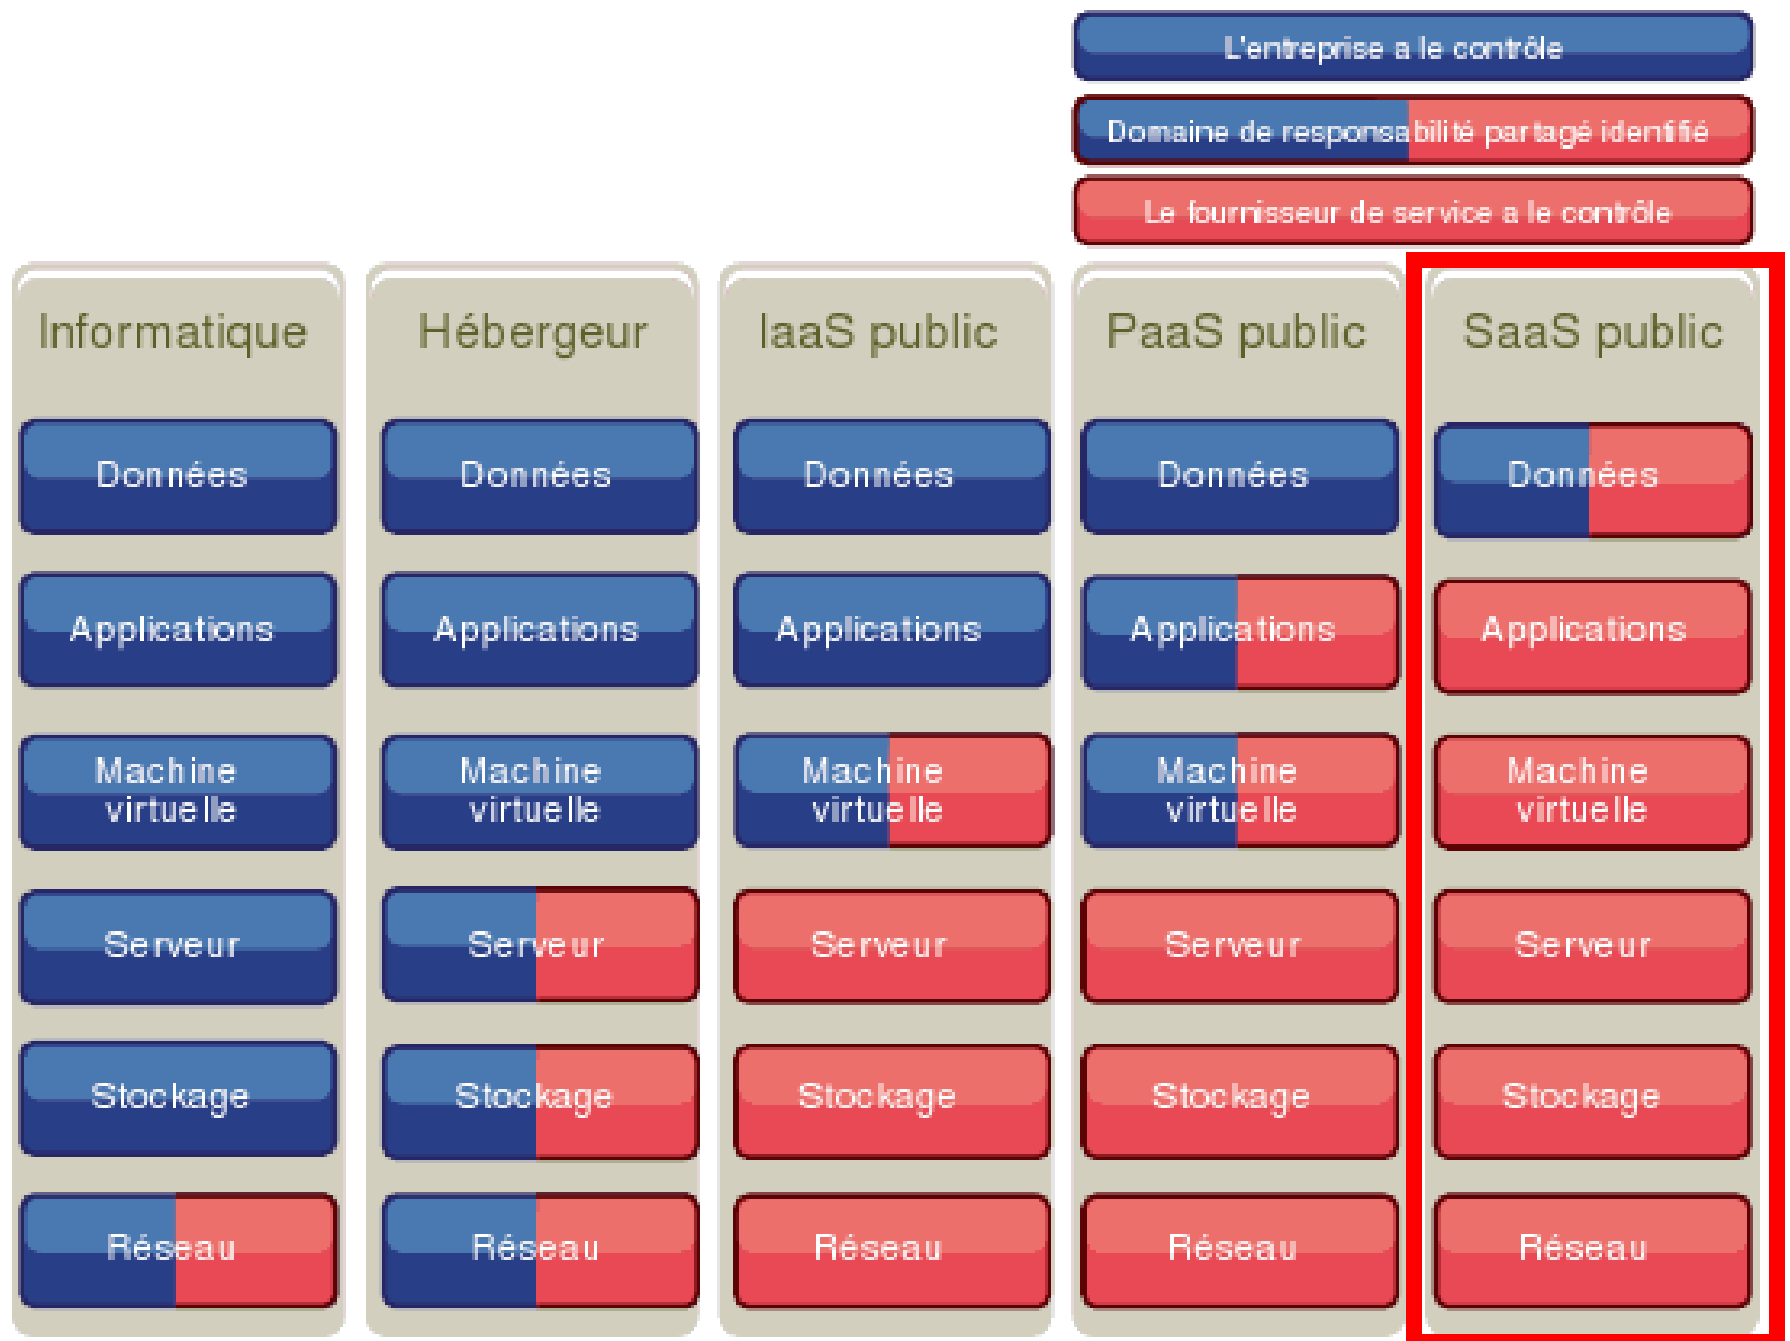 L'entreprise a le contrôle
Domaine de responsabilité partagé identifié
Le fournisseur de service a le contrôle
Informatique
Hébergeur
IaaS public
PaaS public
SaaS public
Données
Données
Données
Données
Données
Applications
Applications
Applications
Applications
Applications
Machine
virtuelle
Machine
virtuelle
Machine
virtuelle
Machine
virtuelle
Machine
virtuelle
Serveur
Serveur
Serveur
Serveur
Serveur
Stockage
Stockage
Stockage
Stockage
Stockage
Réseau
Réseau
Réseau
Réseau
Réseau